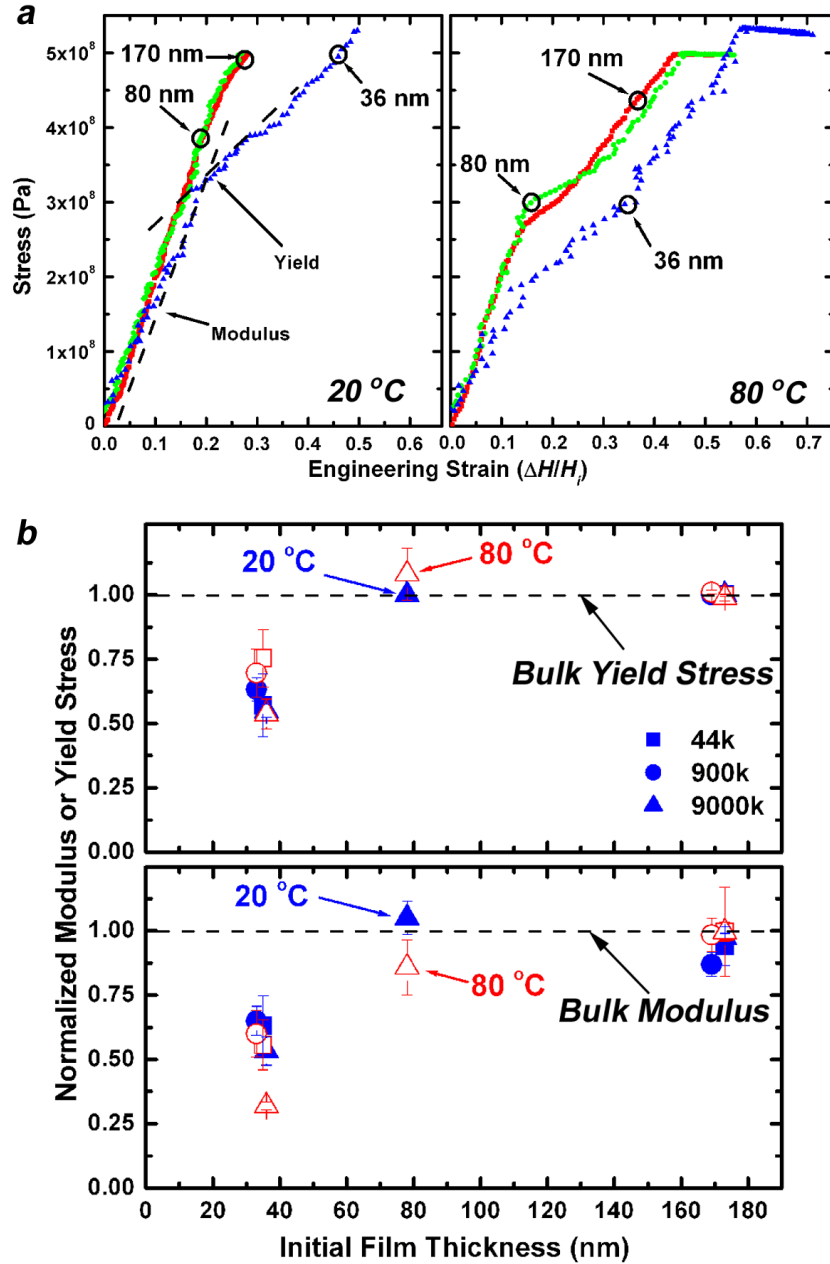 a
Stress (Pa)
5x10⁸
4x10⁸
3x10⁸
2x10⁸
1x10⁸
0
170 nm
80 nm
36 nm
Yield
Modulus
20 °C
0.0 0.1 0.2 0.3 0.4 0.5 0.6
170 nm
80 nm
36 nm
80 °C
0.0 0.1 0.2 0.3 0.4 0.5 0.6 0.7
Engineering Strain (ΔH/Hᵢ)
b
Normalized Modulus or Yield Stress
1.00
0.75
0.50
0.25
0.00
20 °C
80 °C
Bulk Yield Stress
44k
900k
9000k
1.00
0.75
0.50
0.25
0.00
20 °C
80 °C
Bulk Modulus
0 20 40 60 80 100 120 140 160 180
Initial Film Thickness (nm)